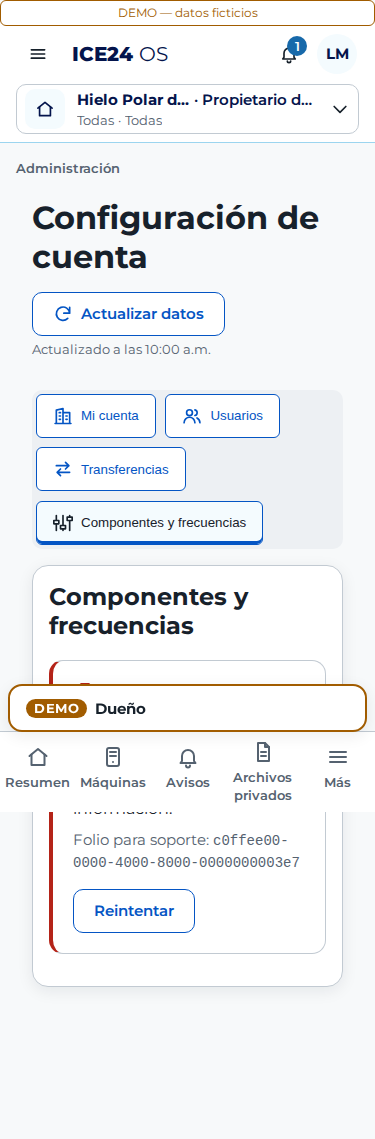 DEMO — datos ficticios
ICE24 OS
1
LM
Hielo Polar d... · Propietario d...
Todas · Todas
Administración
Configuración de
cuenta
Actualizar datos
Actualizado a las 10:00 a.m.
Mi cuenta
Usuarios
Transferencias
Componentes y frecuencias
Componentes y
frecuencias
DEMO Dueño
Resumen
Máquinas
Avisos
Archivos
privados
Más
Folio para soporte: c0ffee00-
0000-4000-8000-0000000003e7
Reintentar